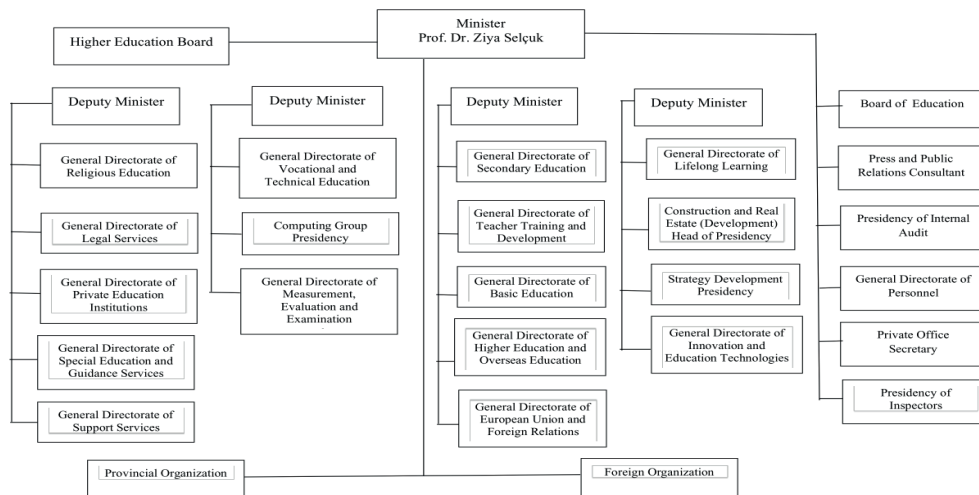 Minister
Prof. Dr. Ziya Selçuk
Higher Education Board
Deputy Minister
General Directorate of
Religious Education
General Directorate of
Legal Services
General Directorate of
Private Education
Institutions
General Directorate of
Special Education and
Guidance Services
General Directorate of
Support Services
Deputy Minister
General Directorate of
Vocational and
Technical Education
Computing Group
Presidency
General Directorate of
Measurement,
Evaluation and
Examination
Deputy Minister
General Directorate of
Secondary Education
General Directorate of
Teacher Training and
Development
General Directorate of
Basic Education
General Directorate of
Higher Education and
Overseas Education
General Directorate of
European Union and
Foreign Relations
Deputy Minister
General Directorate of
Lifelong Learning
Construction and Real
Estate (Development)
Head of Presidency
Strategy Development
Presidency
General Directorate of
Innovation and
Education Technologies
Board of Education
Press and Public
Relations Consultant
Presidency of Internal
Audit
General Directorate of
Personnel
Private Office
Secretary
Presidency of
Inspectors
Provincial Organization
Foreign Organization